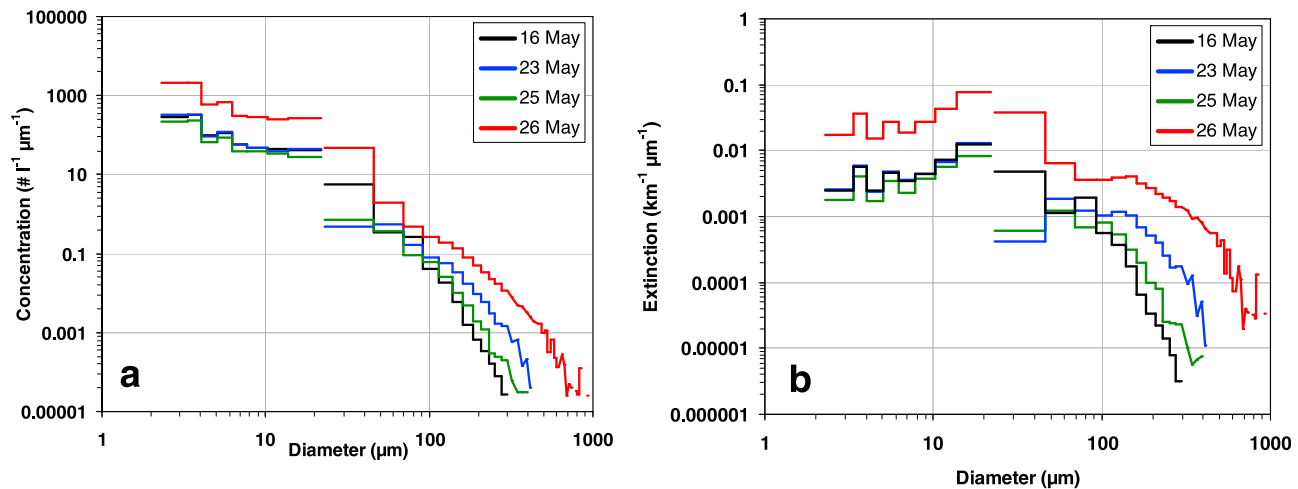 100000
1000
10
0.1
0.001
0.00001
Concentration (# l⁻¹ µm⁻¹)
16 May
23 May
25 May
26 May
a
1
10
100
1000
Diameter (µm)
1
0.1
0.01
0.001
0.0001
0.00001
0.000001
Extinction (km⁻¹ µm⁻¹)
16 May
23 May
25 May
26 May
b
1
10
100
1000
Diameter (µm)